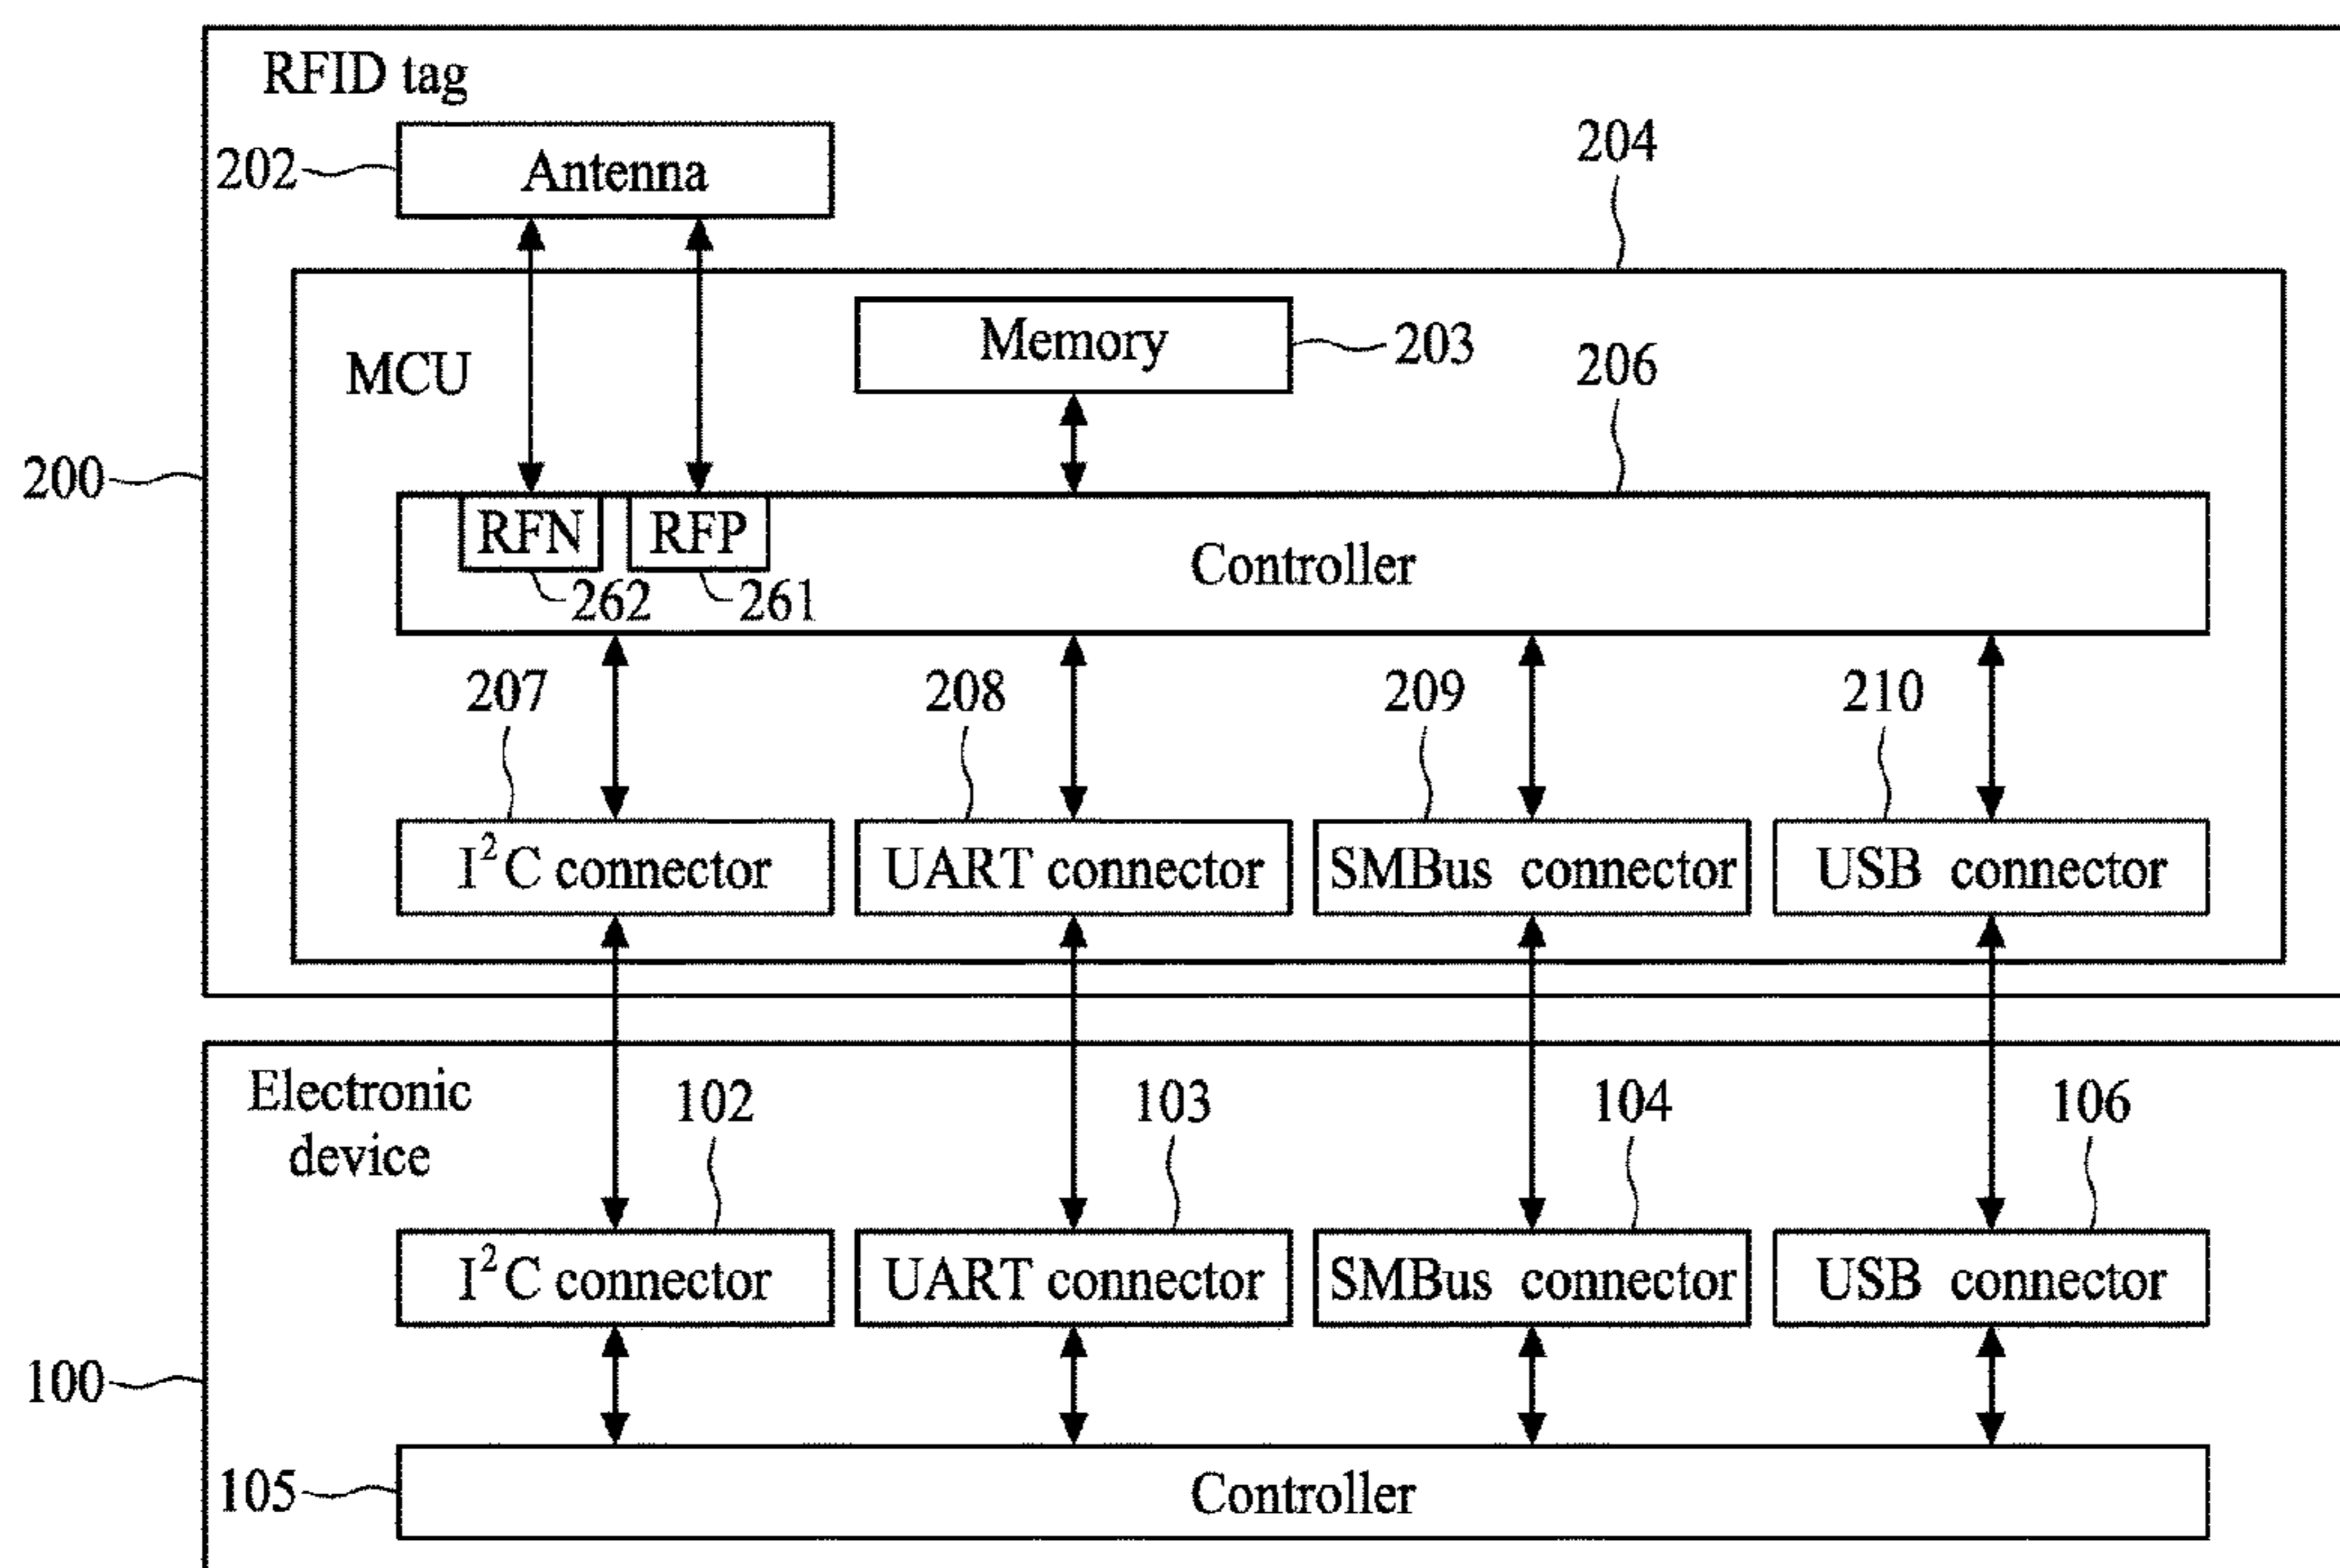 RFID tag
204
202
Antenna
MCU
Memory
203
206
200
RFN
RFP
Controller
262
261
207
208
209
210
I²C connector
UART connector
SMBus connector
USB connector
Electronic
device
102
103
104
106
I²C connector
UART connector
SMBus connector
USB connector
100
105
Controller